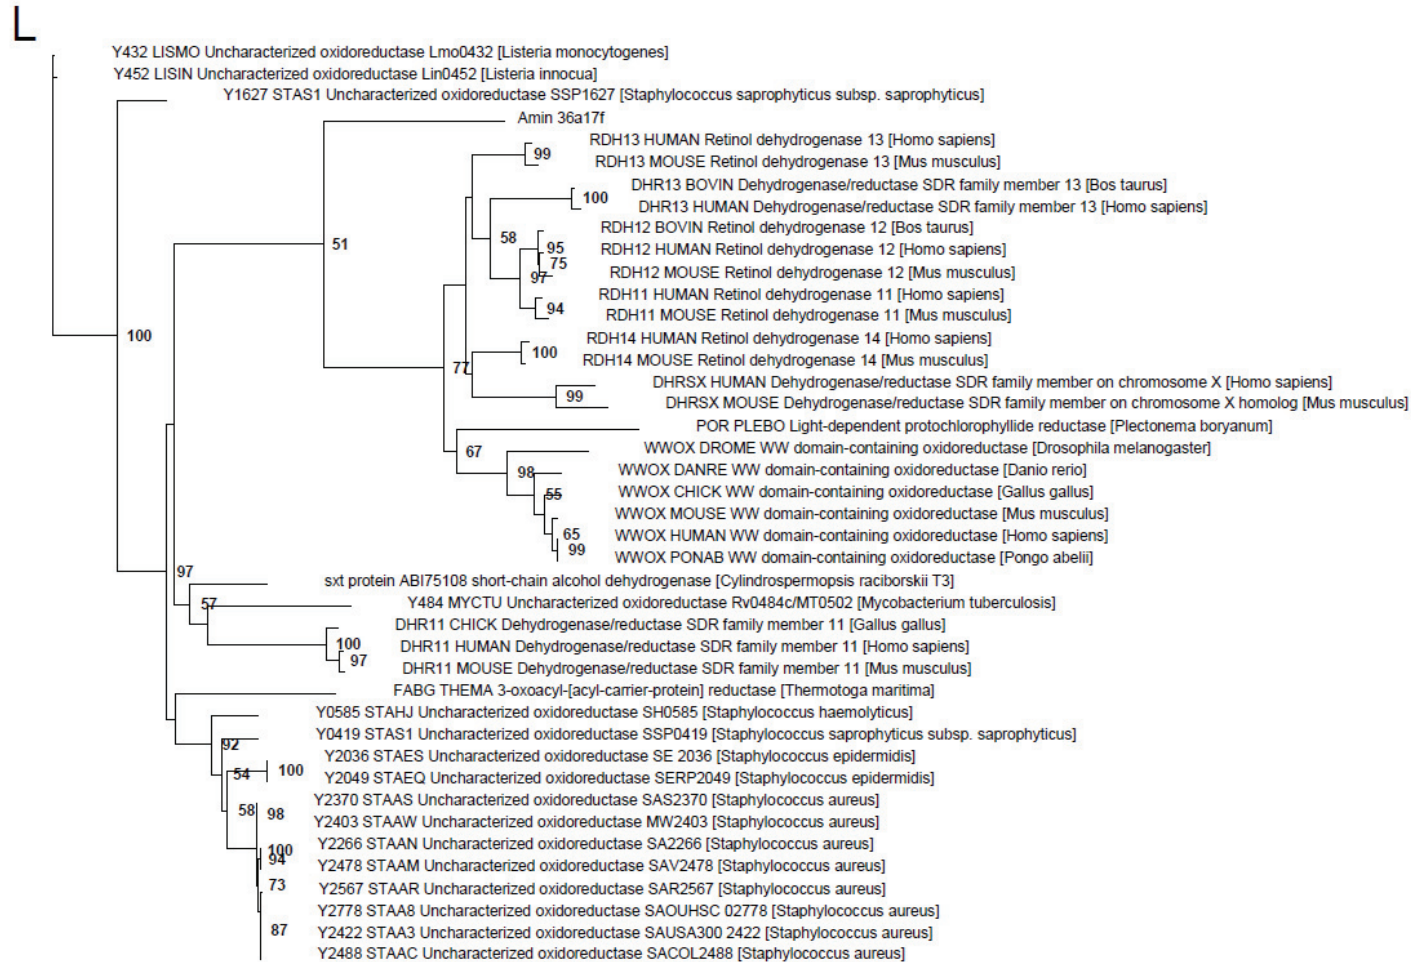 L
Y432 LISMO Uncharacterized oxidoreductase Lmo0432 [Listeria monocytogenes]
Y452 LISIN Uncharacterized oxidoreductase Lin0452 [Listeria innocua]
Y1627 STAS1 Uncharacterized oxidoreductase SSP1627 [Staphylococcus saprophyticus subsp. saprophyticus]
Amin 36a17f
RDH13 HUMAN Retinol dehydrogenase 13 [Homo sapiens]
99
RDH13 MOUSE Retinol dehydrogenase 13 [Mus musculus]
DHR13 BOVIN Dehydrogenase/reductase SDR family member 13 [Bos taurus]
100
DHR13 HUMAN Dehydrogenase/reductase SDR family member 13 [Homo sapiens]
RDH12 BOVIN Retinol dehydrogenase 12 [Bos taurus]
58
51
95
RDH12 HUMAN Retinol dehydrogenase 12 [Homo sapiens]
75
RDH12 MOUSE Retinol dehydrogenase 12 [Mus musculus]
97
RDH11 HUMAN Retinol dehydrogenase 11 [Homo sapiens]
94
RDH11 MOUSE Retinol dehydrogenase 11 [Mus musculus]
100
RDH14 HUMAN Retinol dehydrogenase 14 [Homo sapiens]
100
RDH14 MOUSE Retinol dehydrogenase 14 [Mus musculus]
77
DHRSX HUMAN Dehydrogenase/reductase SDR family member on chromosome X [Homo sapiens]
99
DHRSX MOUSE Dehydrogenase/reductase SDR family member on chromosome X homolog [Mus musculus]
POR PLEBO Light-dependent protochlorophyllide reductase [Plectonema boryanum]
67
WWOX DROME WW domain-containing oxidoreductase [Drosophila melanogaster]
98
WWOX DANRE WW domain-containing oxidoreductase [Danio rerio]
55
WWOX CHICK WW domain-containing oxidoreductase [Gallus gallus]
WWOX MOUSE WW domain-containing oxidoreductase [Mus musculus]
65
WWOX HUMAN WW domain-containing oxidoreductase [Homo sapiens]
99
WWOX PONAB WW domain-containing oxidoreductase [Pongo abelii]
97
sxt protein ABI75108 short-chain alcohol dehydrogenase [Cylindrospermopsis raciborskii T3]
57
Y484 MYCTU Uncharacterized oxidoreductase Rv0484c/MT0502 [Mycobacterium tuberculosis]
DHR11 CHICK Dehydrogenase/reductase SDR family member 11 [Gallus gallus]
100
DHR11 HUMAN Dehydrogenase/reductase SDR family member 11 [Homo sapiens]
97
DHR11 MOUSE Dehydrogenase/reductase SDR family member 11 [Mus musculus]
FABG THEMA 3-oxoacyl-[acyl-carrier-protein] reductase [Thermotoga maritima]
Y0585 STAHJ Uncharacterized oxidoreductase SH0585 [Staphylococcus haemolyticus]
Y0419 STAS1 Uncharacterized oxidoreductase SSP0419 [Staphylococcus saprophyticus subsp. saprophyticus]
92
Y2036 STAES Uncharacterized oxidoreductase SE 2036 [Staphylococcus epidermidis]
100
54
Y2049 STAEQ Uncharacterized oxidoreductase SERP2049 [Staphylococcus epidermidis]
Y2370 STAAS Uncharacterized oxidoreductase SAS2370 [Staphylococcus aureus]
58
98
Y2403 STAAW Uncharacterized oxidoreductase MW2403 [Staphylococcus aureus]
Y2266 STAAN Uncharacterized oxidoreductase SA2266 [Staphylococcus aureus]
100
94
Y2478 STAAM Uncharacterized oxidoreductase SAV2478 [Staphylococcus aureus]
73
Y2567 STAAR Uncharacterized oxidoreductase SAR2567 [Staphylococcus aureus]
Y2778 STAA8 Uncharacterized oxidoreductase SAOUHSC 02778 [Staphylococcus aureus]
87
Y2422 STAA3 Uncharacterized oxidoreductase SAUSA300 2422 [Staphylococcus aureus]
Y2488 STAAC Uncharacterized oxidoreductase SACOL2488 [Staphylococcus aureus]